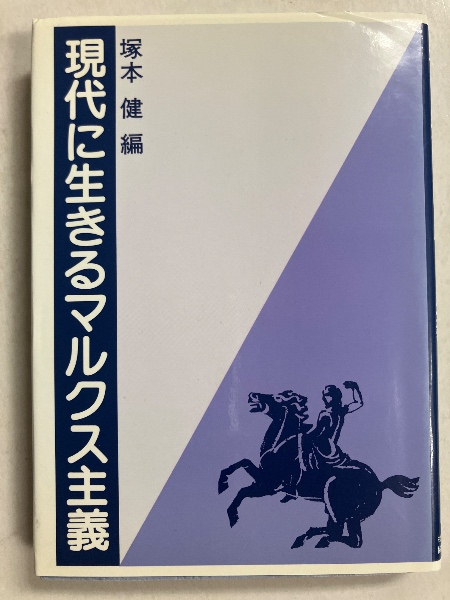 現代に生きるマルクス主義
塚本 健 編